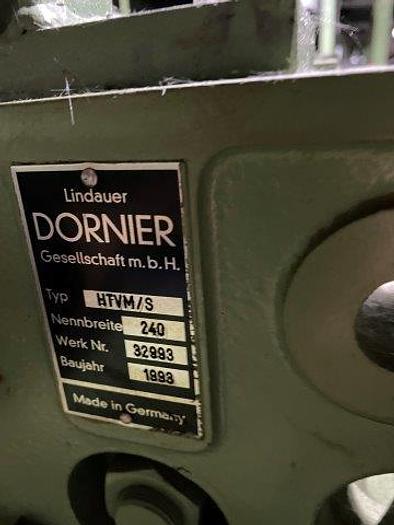 Lindauer
DORNIER
Gesellschaft m.b.H.
Typ HTVM/S
Nennbreite 240
Werk Nr. 32993
Baujahr 1993
Made in Germany